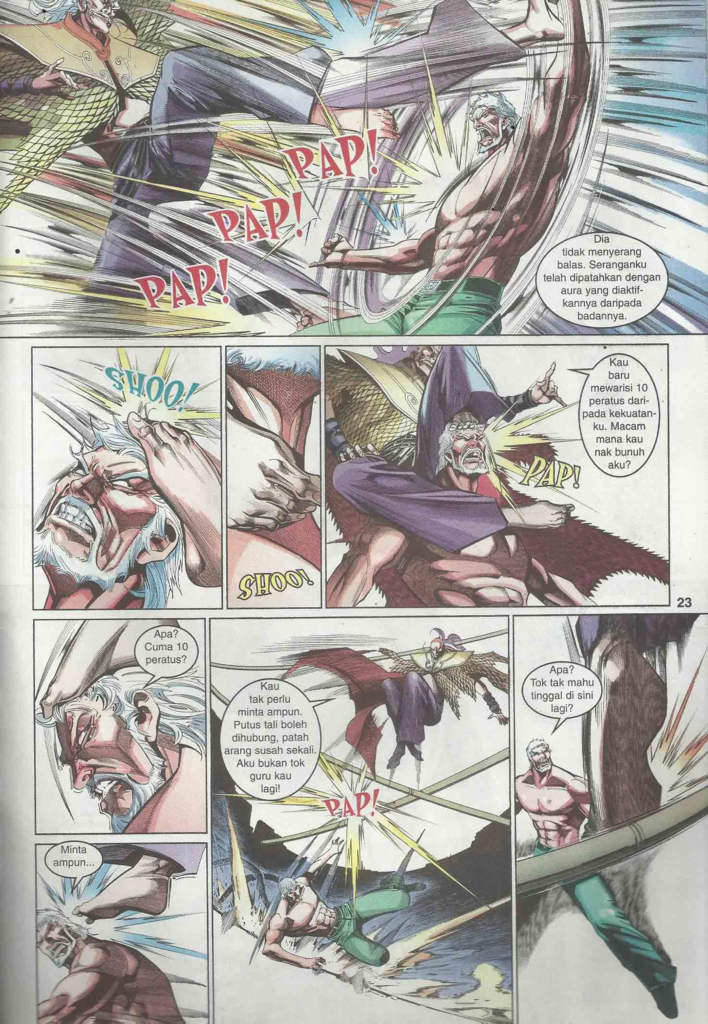 PAP!
PAP!
PAP!
Dia
tidak menyerang
balas. Seranganku
telah dipatahkan dengan
aura yang diaktif-
kannya daripada
badannya.
SHOO!
SHOO!
Kau
baru
mewarisi 10
peratus dari-
pada kekuatan-
ku. Macam
mana kau
nak bunuh
aku?
PAP!
23
Apa?
Cuma 10
peratus?
Minta
ampun...
Kau
tak perlu
minta ampun.
Putus tali boleh
dihubung, patah
arang susah sekali.
Aku bukan tok
guru kau
lagi!
PAP!
Apa?
Tok tak mahu
tinggal di sini
lagi?